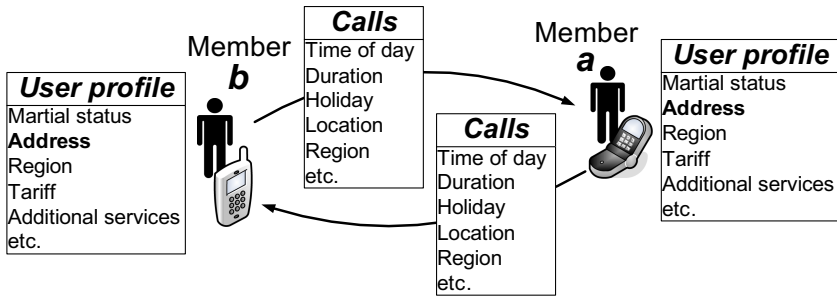 User profile
Martial status
Address
Region
Tariff
Additional services
etc.
Member
b
Calls
Time of day
Duration
Holiday
Location
Region
etc.
Calls
Time of day
Duration
Holiday
Location
Region
etc.
Member
a
User profile
Martial status
Address
Region
Tariff
Additional services
etc.